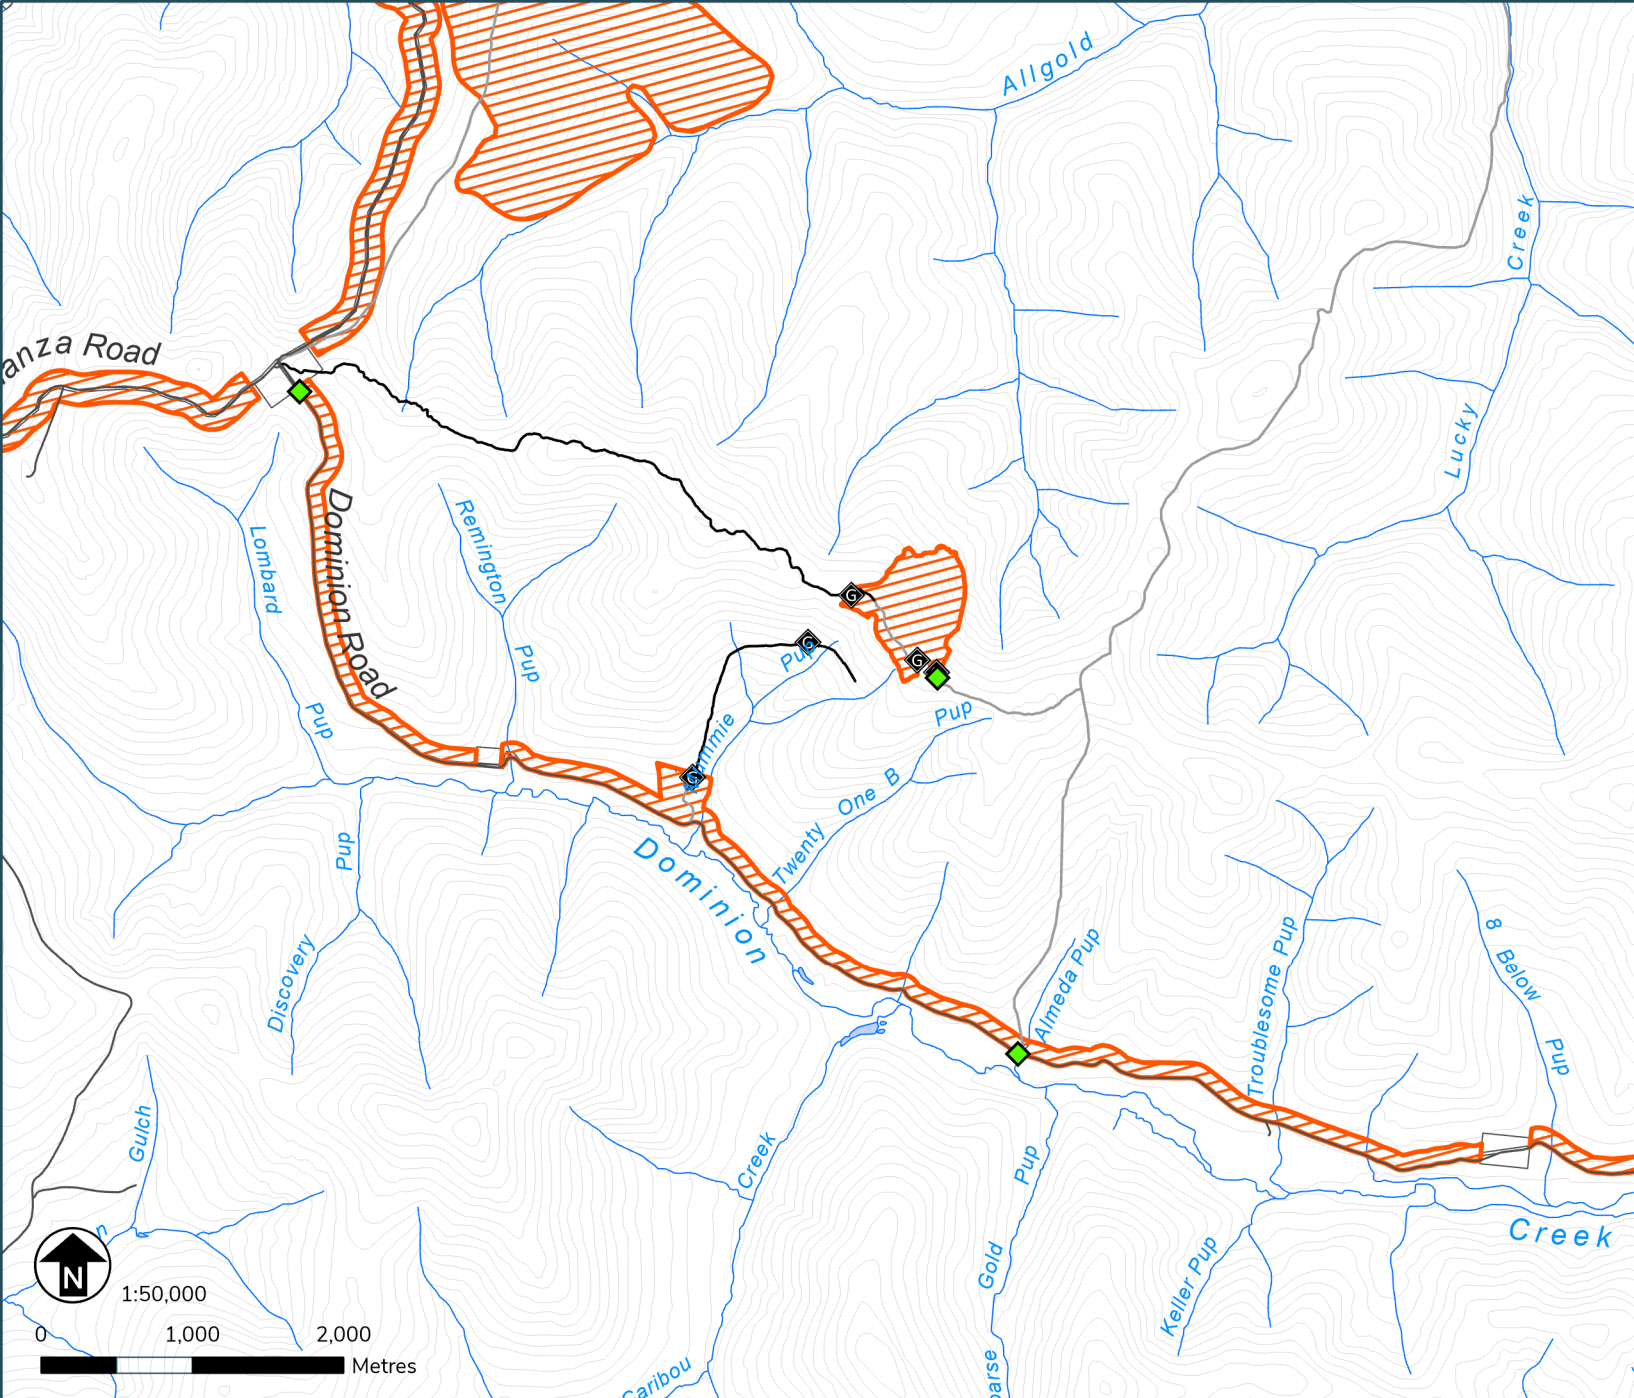 Allgold
Creek
anza Road
Lucky
Lombard
Pup
Dominion Road
Remington
Pup
Pup
Pup
G
G
G
G
Twenty One B
Dominion
Pup
Discovery
Almeda Pup
Troublesome Pup
8 Below
Pup
Gulch
Creek
Pup
Gold
Keller Pup
Creek
n
Caribou
N
1:50,000
0 1,000 2,000
Metres